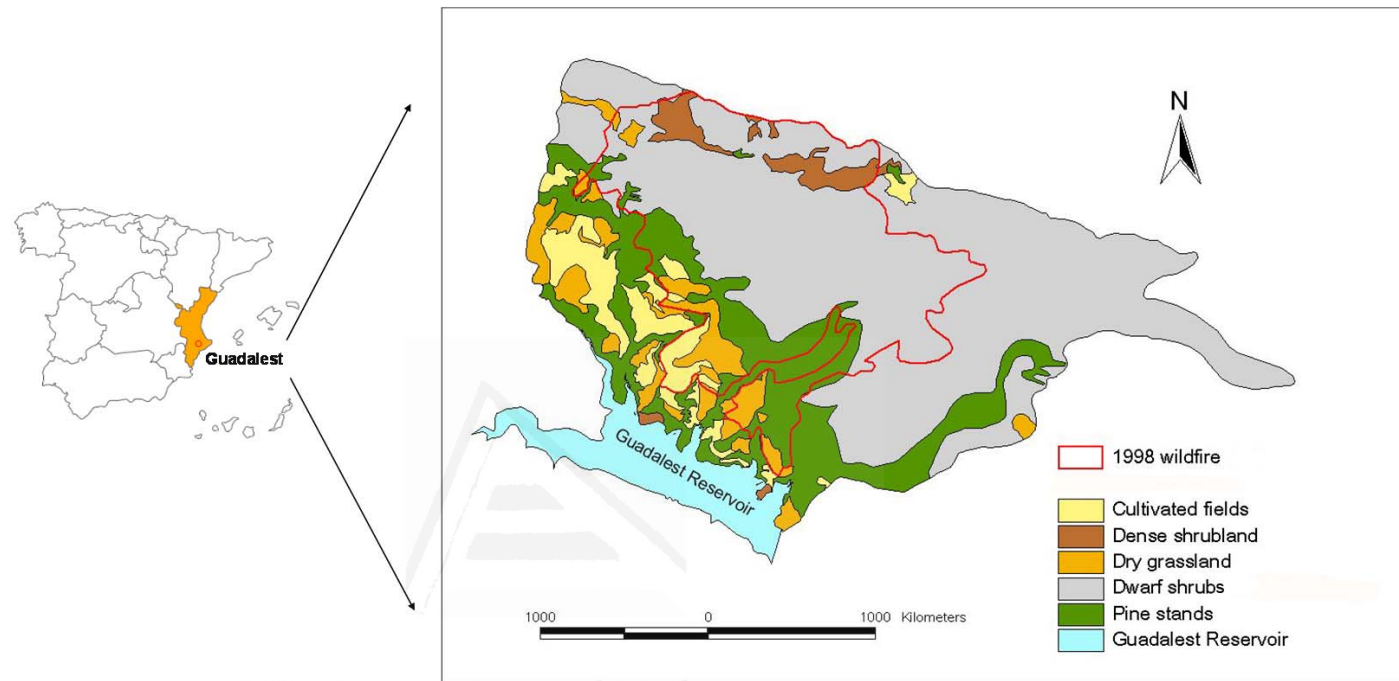 N
Guadalest
Guadalest Reservoir
1998 wildfire
Cultivated fields
Dense shrubland
Dry grassland
Dwarf shrubs
Pine stands
Guadalest Reservoir
1000 0 1000 Kilometers